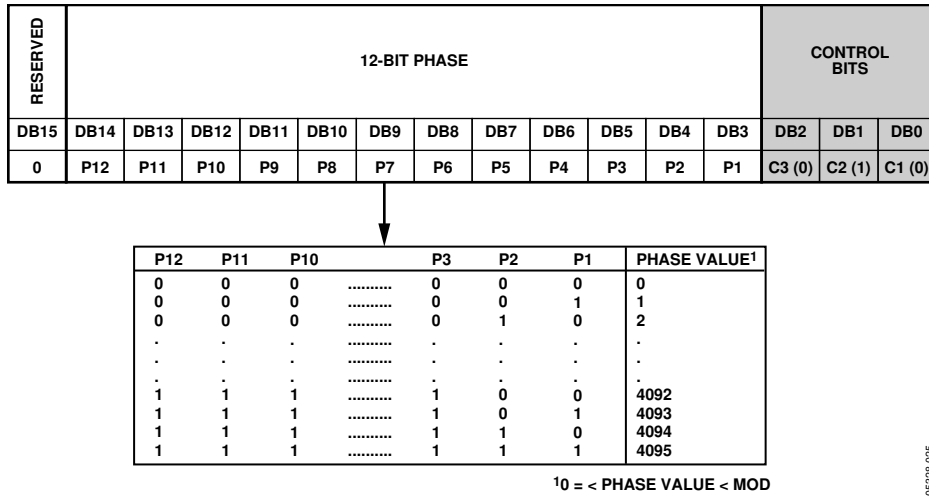 RESERVED
12-BIT PHASE
CONTROL
BITS
DB15 DB14 DB13 DB12 DB11 DB10 DB9 DB8 DB7 DB6 DB5 DB4 DB3 DB2 DB1 DB0
0 P12 P11 P10 P9 P8 P7 P6 P5 P4 P3 P2 P1 C3 (0) C2 (1) C1 (0)
P12 P11 P10 P3 P2 P1 PHASE VALUE1
0 0 0 .......... 0 0 0 0
0 0 0 .......... 0 0 1 1
0 0 0 .......... 0 1 0 2
. . . .......... . . . .
. . . .......... . . . .
. . . .......... . . . .
1 1 1 .......... 1 0 0 4092
1 1 1 .......... 1 0 1 4093
1 1 1 .......... 1 1 0 4094
1 1 1 .......... 1 1 1 4095
10 = < PHASE VALUE < MOD